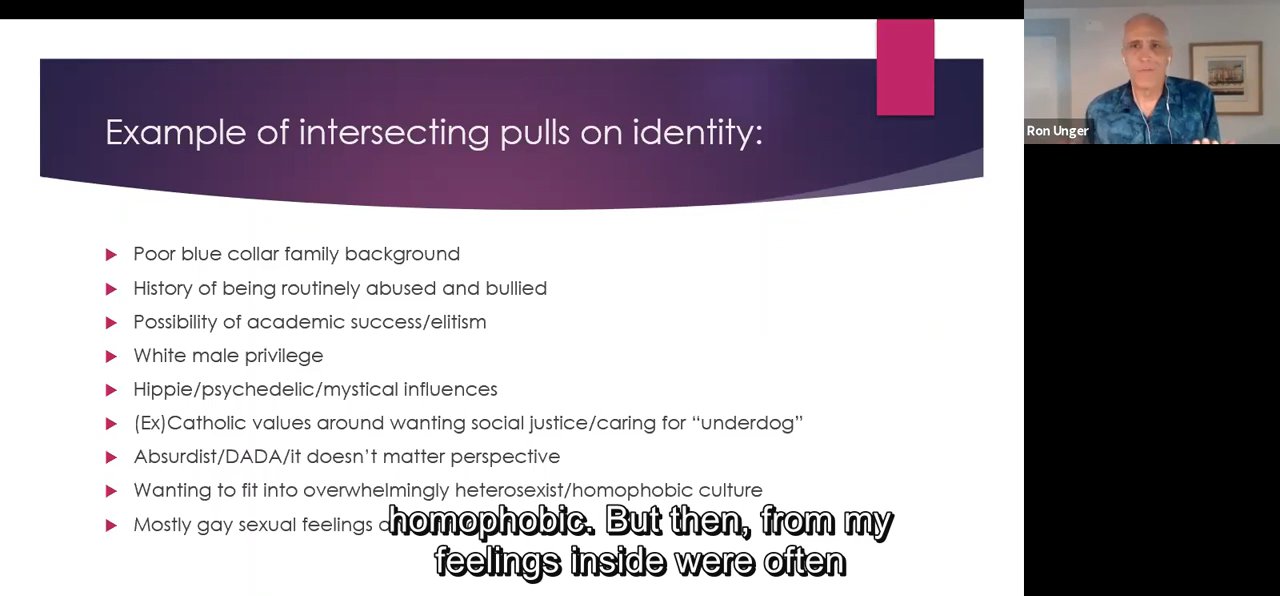 Example of intersecting pulls on identity:
Ron Unger
Poor blue collar family background
History of being routinely abused and bullied
Possibility of academic success/elitism
White male privilege
Hippie/psychedelic/mystical influences
(Ex)Catholic values around wanting social justice/caring for “underdog”
Absurdist/DADA/it doesn’t matter perspective
Wanting to fit into overwhelmingly heterosexist/homophobic culture
Mostly gay sexual feelings
homophobic. But then, from my
feelings inside were often